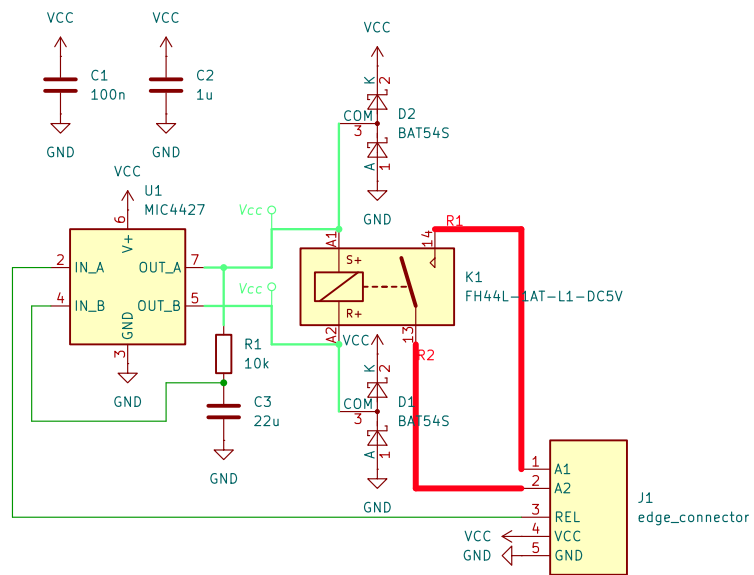 VCC
VCC
VCC
C1
100n
C2
1u
GND
GND
K
2
COM
3
D2
BAT54S
A
1
GND
VCC
U1
MIC4427
6
V+
2
IN_A
OUT_A
7
4
IN_B
OUT_B
5
GND
3
GND
Vcc
Vcc
A1
S+
R+
A2
14
R1
13
R2
K1
FH44L-1AT-L1-DC5V
R1
10k
C3
22u
GND
VCC
K
2
COM
3
D1
BAT54S
A
1
GND
1
A1
2
A2
3
REL
VCC
4
VCC
GND
5
GND
J1
edge_connector